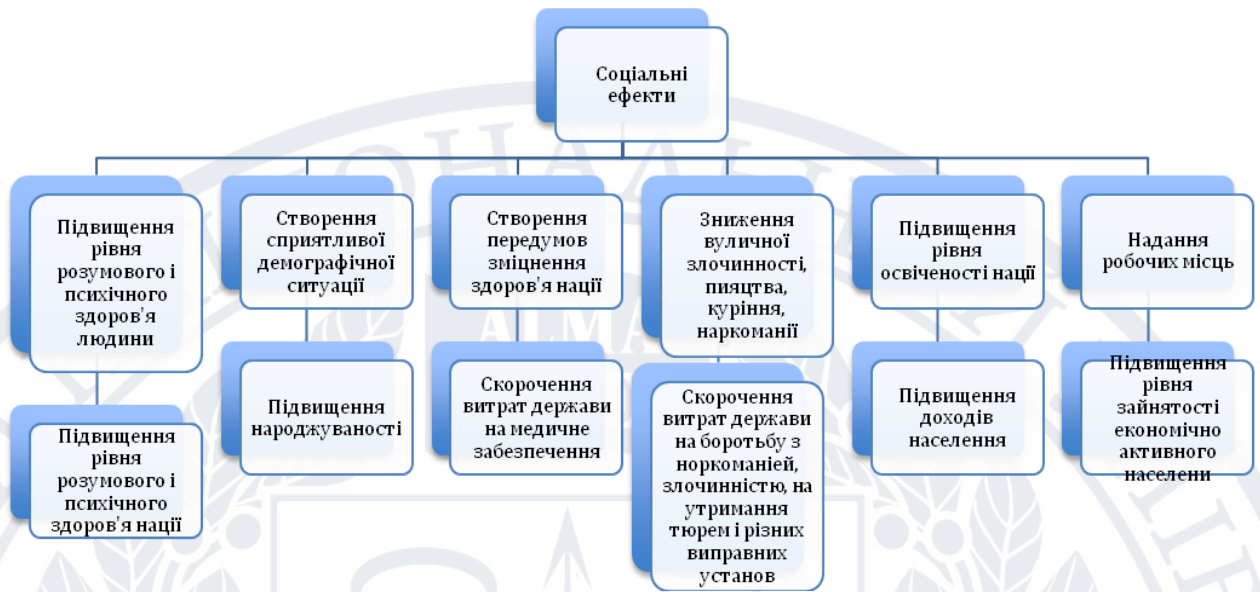 Соціальні
ефекти
Підвищення
рівня
розумового і
психічного
здоров'я
людини
Підвищення
рівня
розумового і
психічного
здоров'я нації
Створення
сприятливої
демографічної
ситуації
Підвищення
народжуваності
Створення
передумов
зміцнення
здоров'я нації
Скорочення
витрат держави
на медичне
забезпечення
Зниження
вуличної
злочинності,
пияцтва,
куріння,
наркоманії
Скорочення
витрат держави
на боротьбу з
норкоманієй,
злочинністю, на
утримання
тюрем і різних
виправних
установ
Підвищення
рівня
освіченості нації
Підвищення
доходів
населення
Надання
робочих місць
Підвищення
рівня
зайнятості
економічно
активного
населени